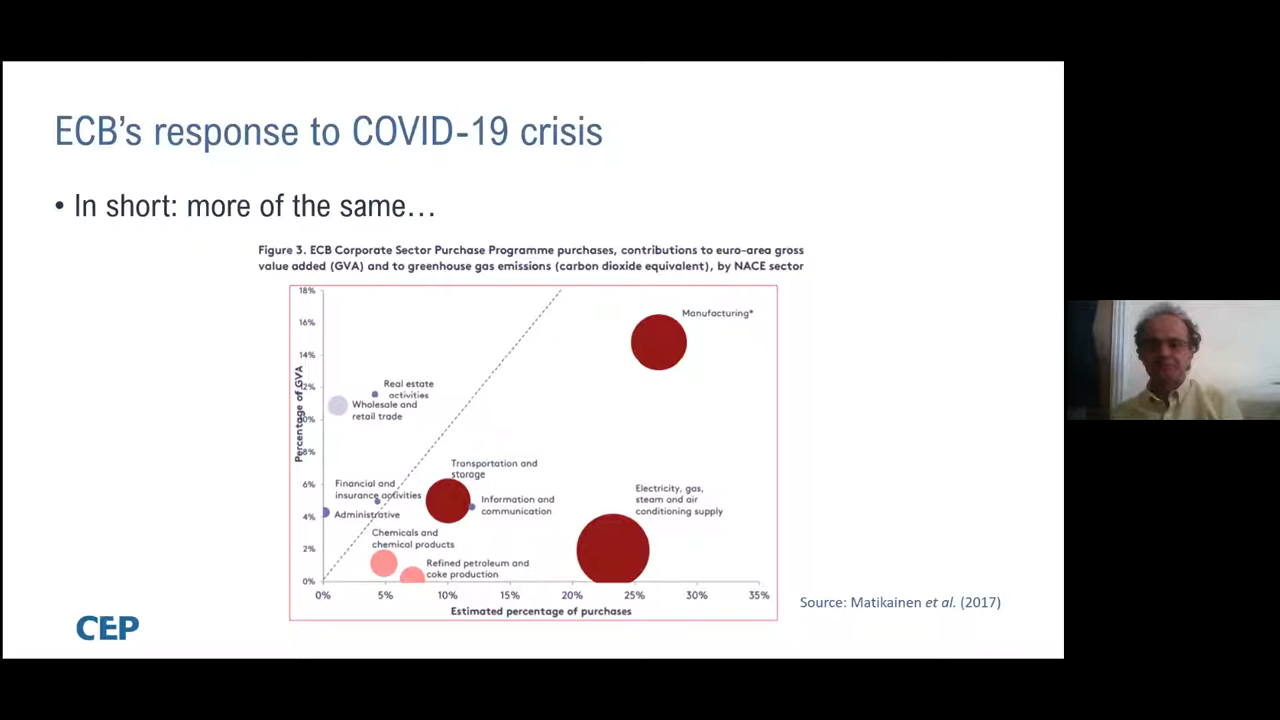 ECB's response to COVID-19 crisis
• In short: more of the same…
Figure 3. ECB Corporate Sector Purchase Programme purchases, contributions to euro-area gross
value added (GVA) and to greenhouse gas emissions (carbon dioxide equivalent), by NACE sector
18%
16%
14%
12%
10%
8%
6%
4%
2%
0%
Percentage of GVA
Manufacturing*
Real estate
activities
Wholesale and
retail trade
Transportation and
storage
Financial and
insurance activities
Information and
communication
Electricity, gas,
steam and air
conditioning supply
Administrative
Chemicals and
chemical products
Refined petroleum and
coke production
0% 5% 10% 15% 20% 25% 30% 35%
Estimated percentage of purchases
Source: Matikainen et al. (2017)
CEP